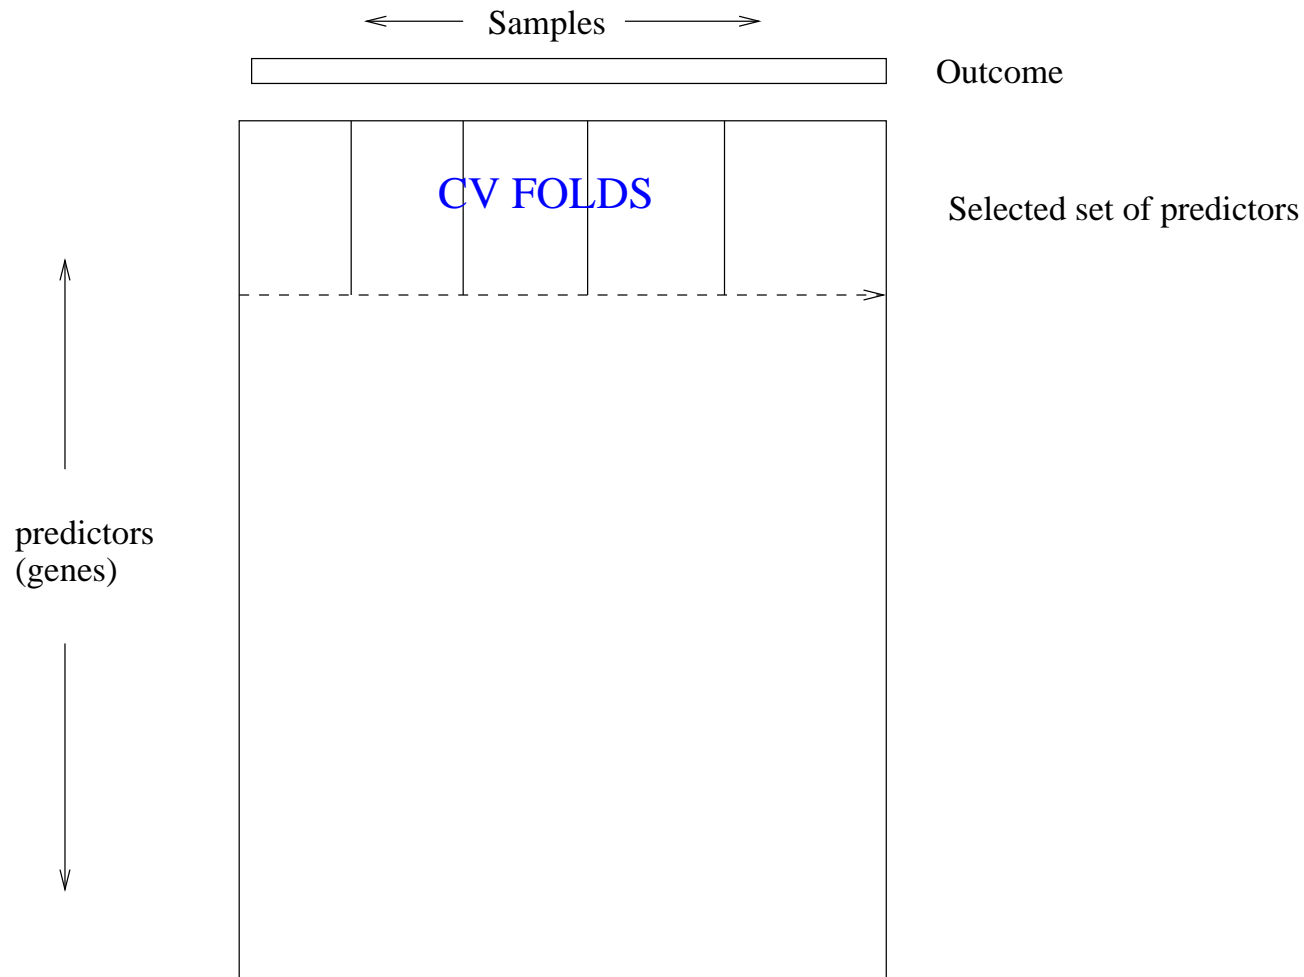 Samples
Outcome
CV FOLDS
Selected set of predictors
predictors
(genes)